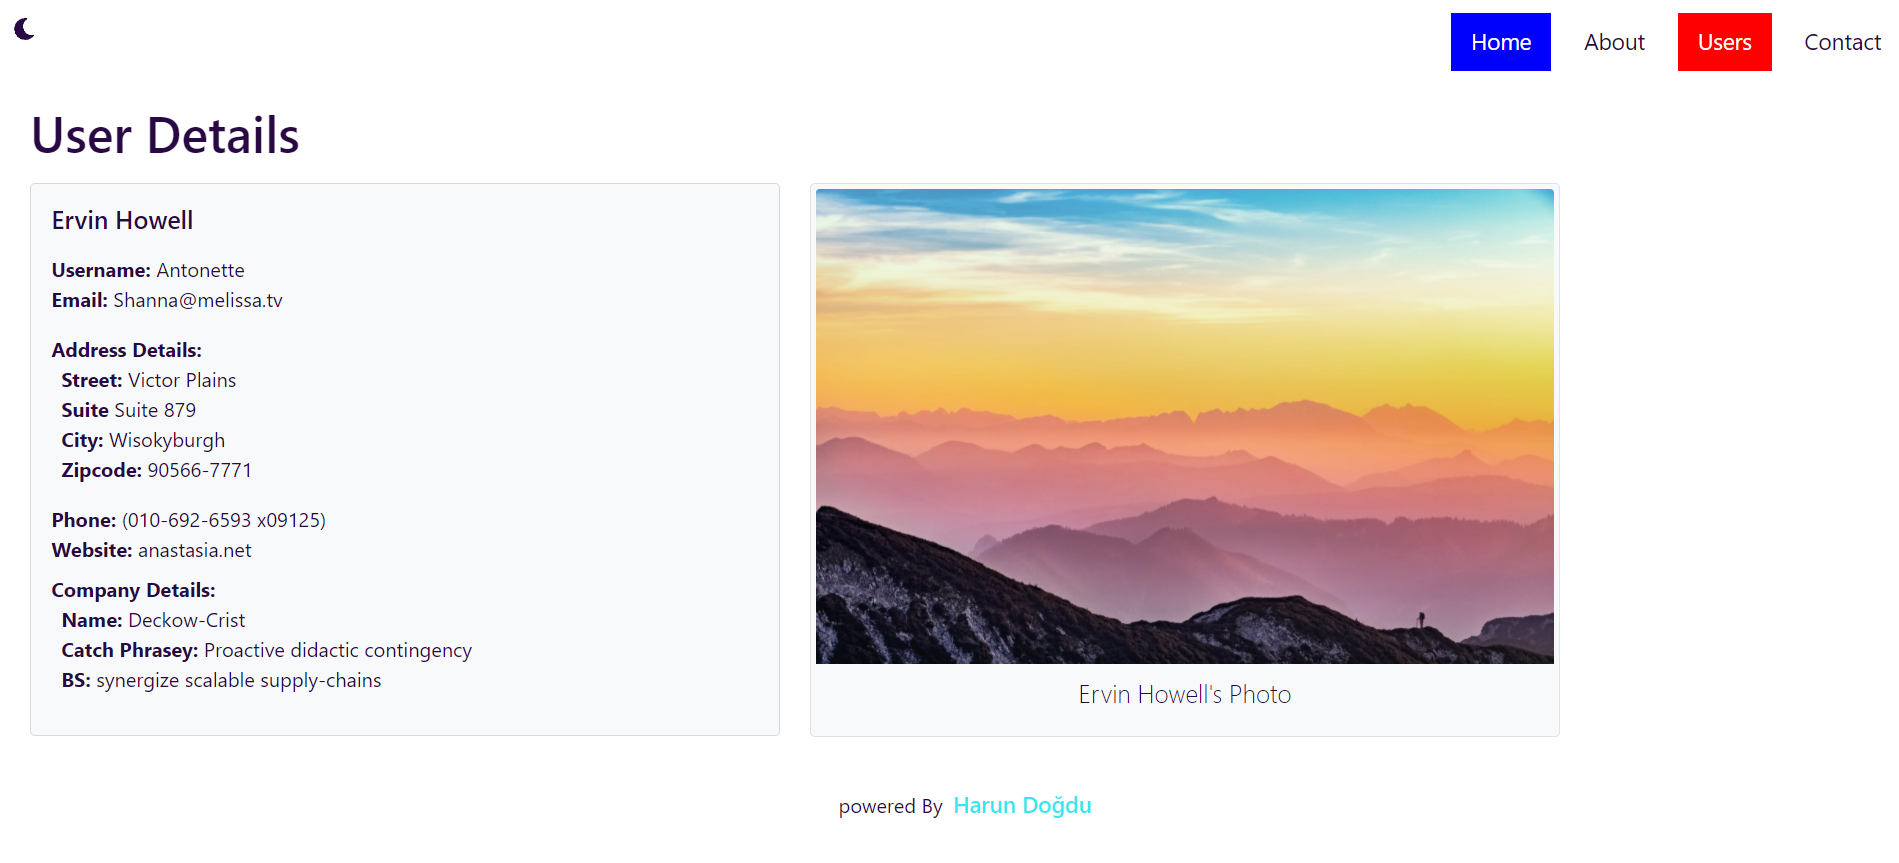 Home About Users Contact
User Details
Ervin Howell
Username: Antonette
Email: Shanna@melissa.tv
Address Details:
Street: Victor Plains
Suite Suite 879
City: Wisokyburgh
Zipcode: 90566-7771
Phone: (010-692-6593 x09125)
Website: anastasia.net
Company Details:
Name: Deckow-Crist
Catch Phrasey: Proactive didactic contingency
BS: synergize scalable supply-chains
Ervin Howell's Photo
powered By Harun Doğdu